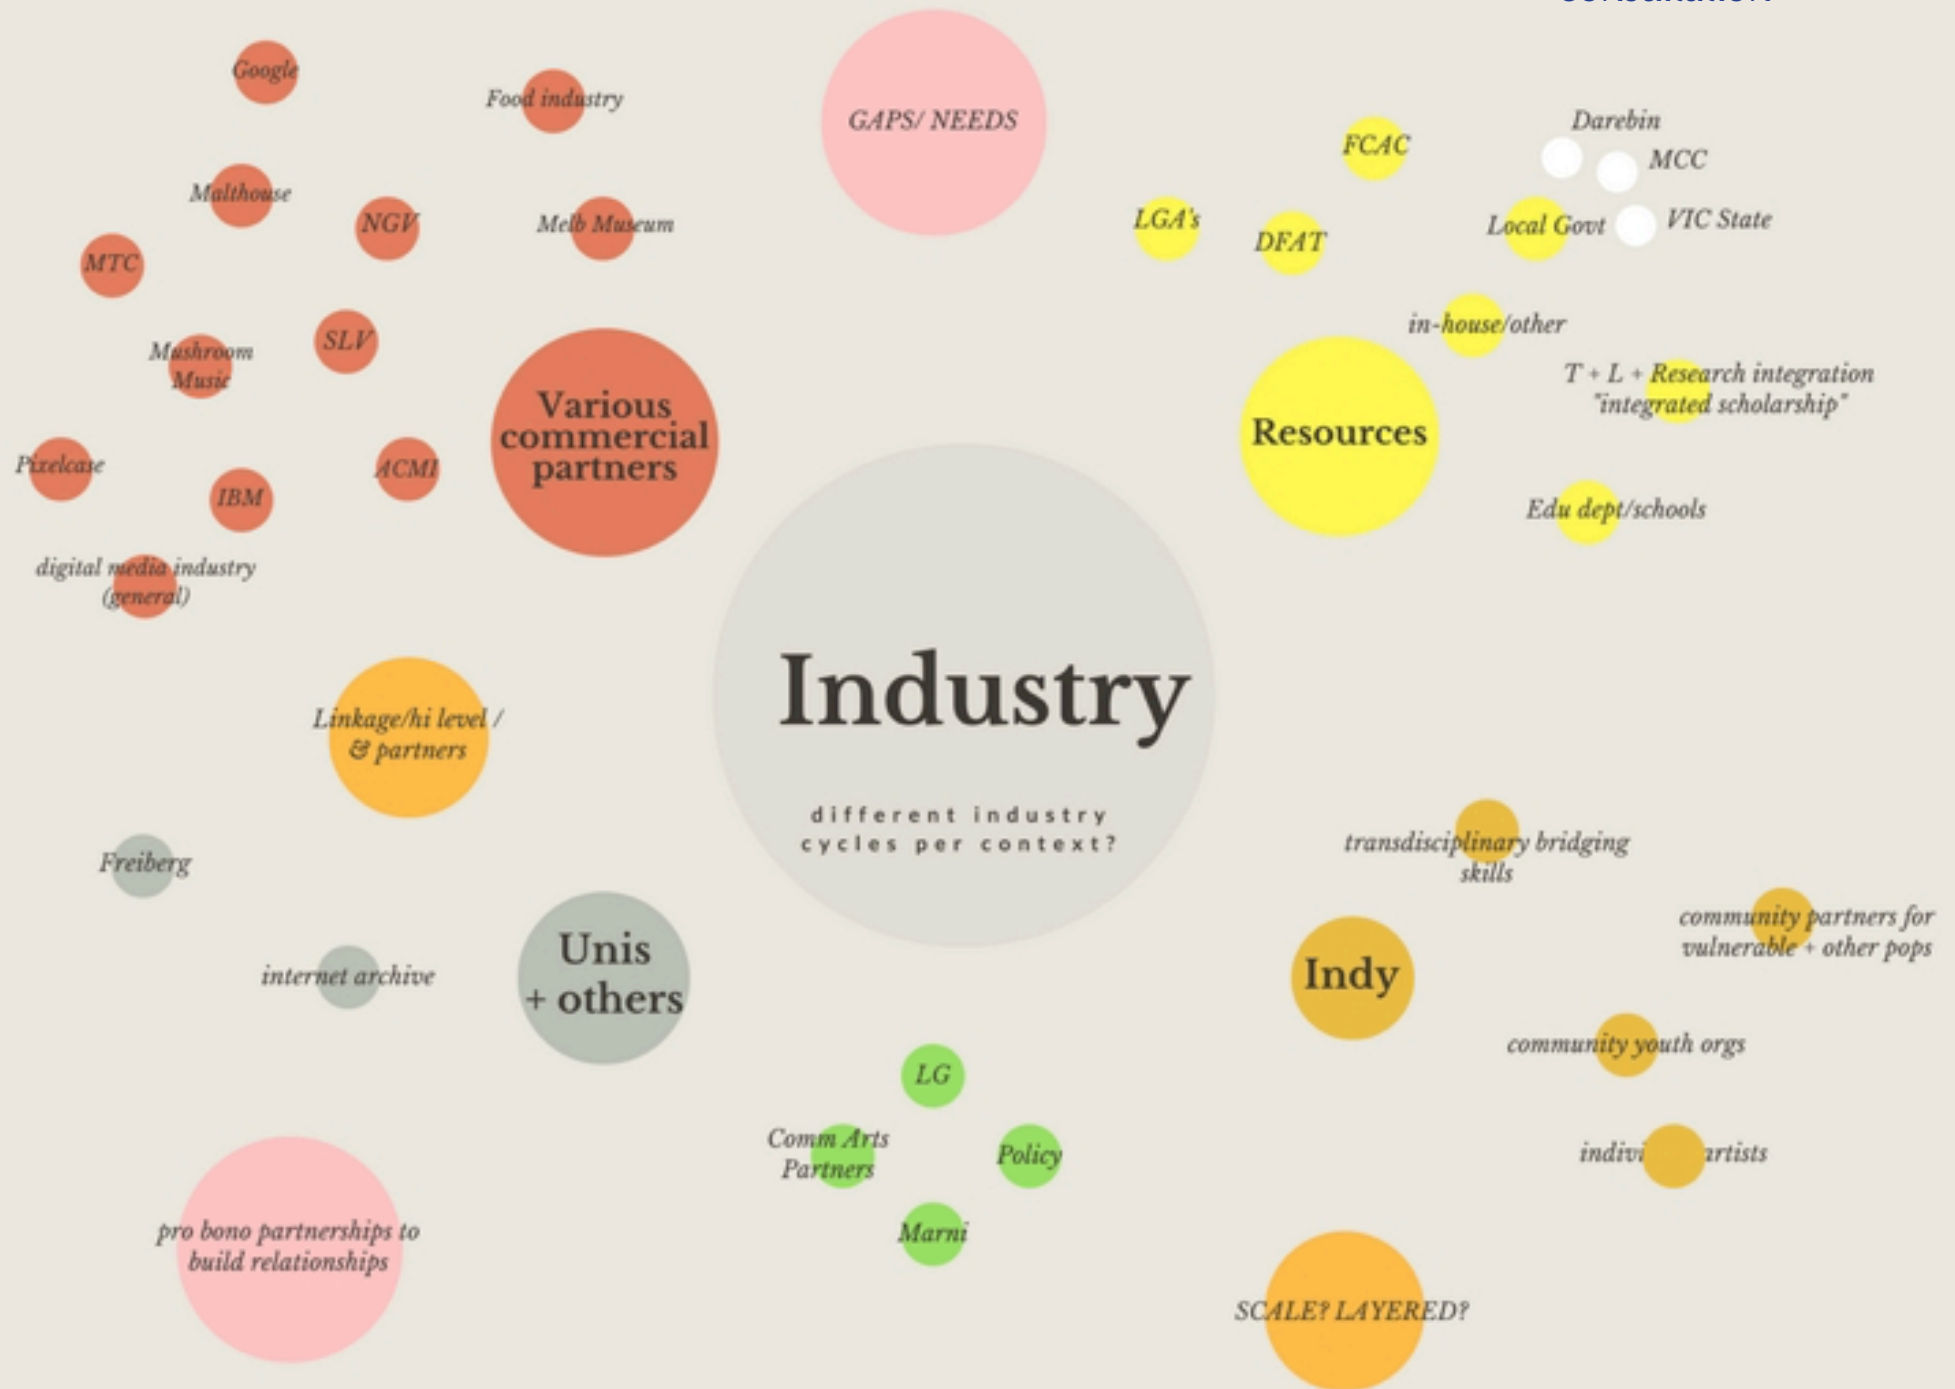 Google
Food industry
GAPS/ NEEDS
Malthouse
NGV
Melb Museum
MTC
SLV
Mushroom
Music
Various
commercial
partners
Pixelcase
IBM
ACMI
digital media industry
(general)
FCAC
Darebin
MCC
LGA's
DFAT
Local Govt
VIC State
in-house/other
T + L + Research integration
"integrated scholarship"
Resources
Edu dept/schools
Industry
different industry
cycles per context?
Linkage/hi level /
& partners
Freiberg
internet archive
Unis
+ others
transdisciplinary bridging
skills
community partners for
vulnerable + other pops
Indy
community youth orgs
artists
LG
Comm Arts
Partners
Policy
Marni
pro bono partnerships to
build relationships
SCALE? LAYERED?